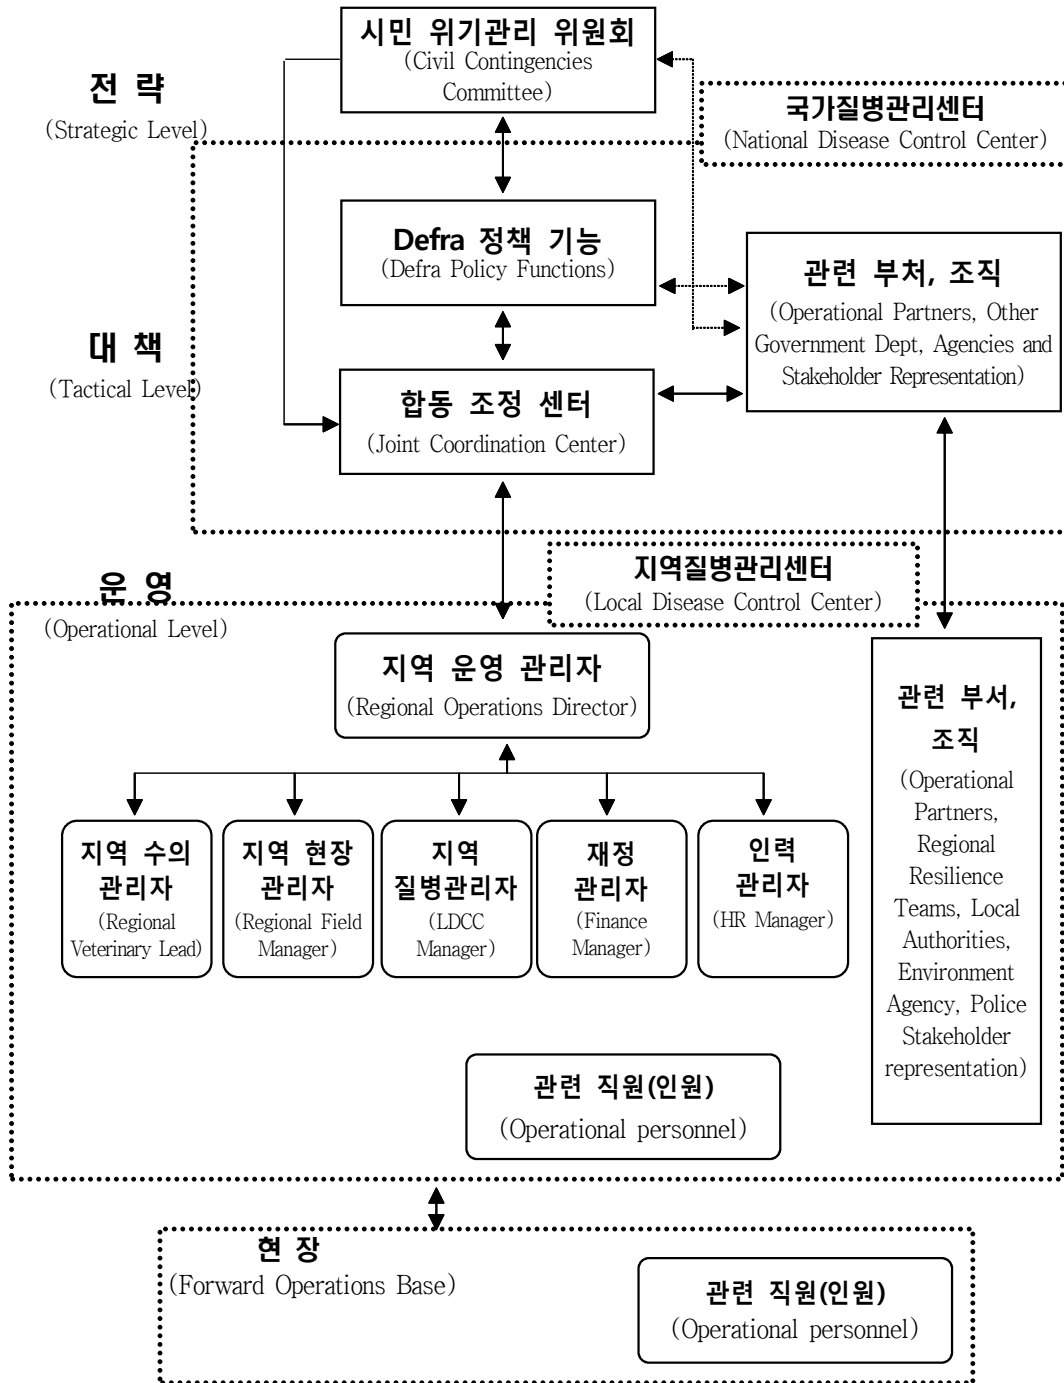 시민 위기관리 위원회
(Civil Contingencies
Committee)
전 략
(Strategic Level)
국가질병관리센터
(National Disease Control Center)
Defra 정책 기능
(Defra Policy Functions)
관련 부처, 조직
(Operational Partners, Other
Government Dept, Agencies and
Stakeholder Representation)
대 책
(Tactical Level)
합동 조정 센터
(Joint Coordination Center)
지역질병관리센터
(Local Disease Control Center)
운 영
(Operational Level)
지역 운영 관리자
(Regional Operations Director)
관련 부서,
조직
(Operational
Partners,
Regional
Resilience
Teams, Local
Authorities,
Environment
Agency, Police
Stakeholder
representation)
지역 수의
관리자
(Regional
Veterinary Lead)
지역 현장
관리자
(Regional Field
Manager)
지역
질병관리자
(LDCC
Manager)
재정
관리자
(Finance
Manager)
인력
관리자
(HR Manager)
관련 직원(인원)
(Operational personnel)
현 장
(Forward Operations Base)
관련 직원(인원)
(Operational personnel)